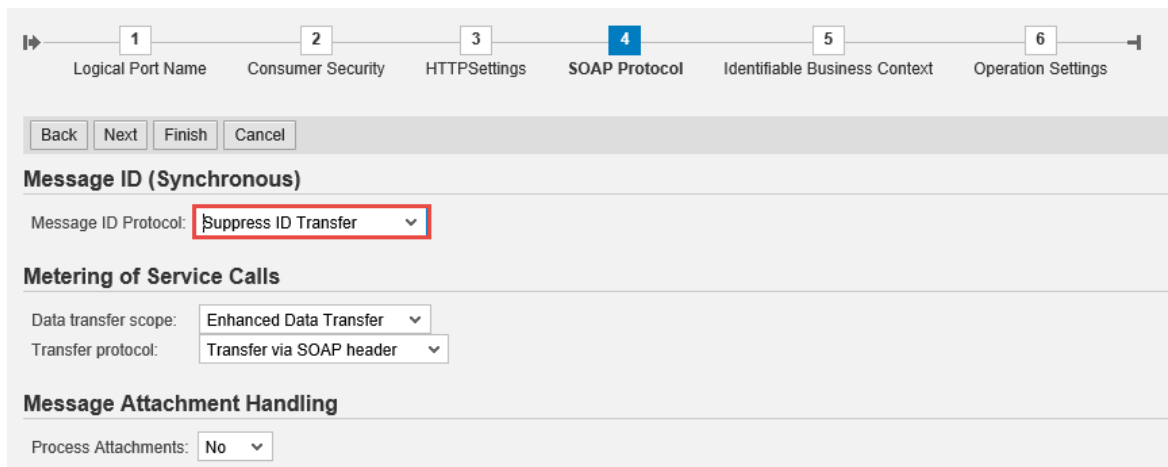 1 2 3 4 5 6
Logical Port Name Consumer Security HTTPSettings SOAP Protocol Identifiable Business Context Operation Settings
Back Next Finish Cancel
Message ID (Synchronous)
Message ID Protocol: Suppress ID Transfer
Metering of Service Calls
Data transfer scope: Enhanced Data Transfer
Transfer protocol: Transfer via SOAP header
Message Attachment Handling
Process Attachments: No